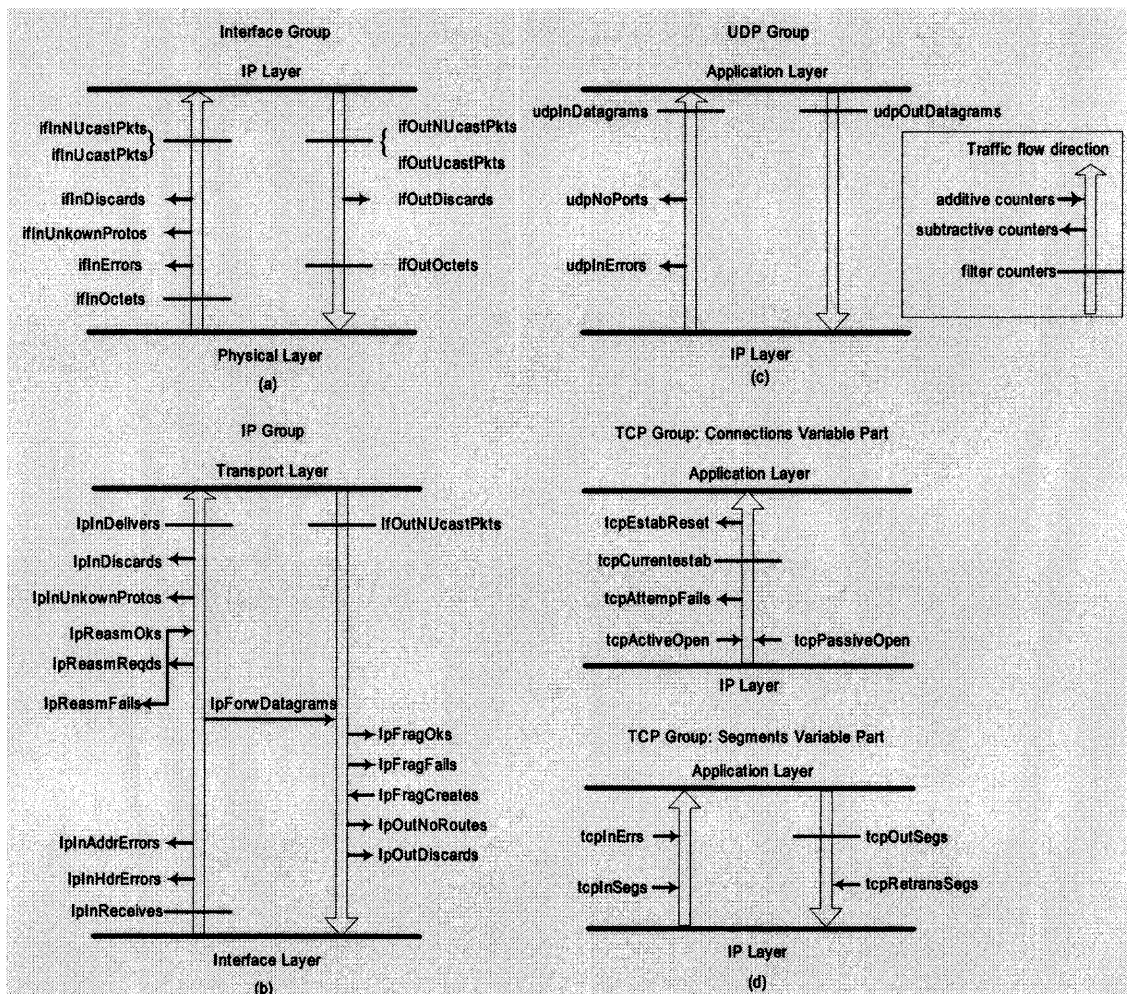 Interface Group
IP Layer
ifInNUcastPkts
ifInUcastPkts
ifInDiscards
ifInUnkownProtos
ifInErrors
ifInOctets
ifOutNUcastPkts
ifOutUcastPkts
ifOutDiscards
ifOutOctets
Physical Layer
(a)
UDP Group
Application Layer
udpInDatagrams
udpNoPorts
udpInErrors
udpOutDatagrams
IP Layer
(c)
Traffic flow direction
additive counters
subtractive counters
filter counters
IP Group
Transport Layer
IpInDelivers
IpInDiscards
IpInUnkownProtos
IpReasmOks
IpReasmReqds
IpReasmFails
IpForwDatagrams
IpInAddrErrors
IpInHdrErrors
IpInReceives
IfOutNUcastPkts
IpFragOks
IpFragFails
IpFragCreates
IpOutNoRoutes
IpOutDiscards
Interface Layer
(b)
TCP Group: Connections Variable Part
Application Layer
tcpEstabReset
tcpCurrentestab
tcpAttempFails
tcpActiveOpen
tcpPassiveOpen
IP Layer
TCP Group: Segments Variable Part
Application Layer
tcpInErrs
tcpInSegs
tcpOutSegs
tcpRetransSegs
IP Layer
(d)